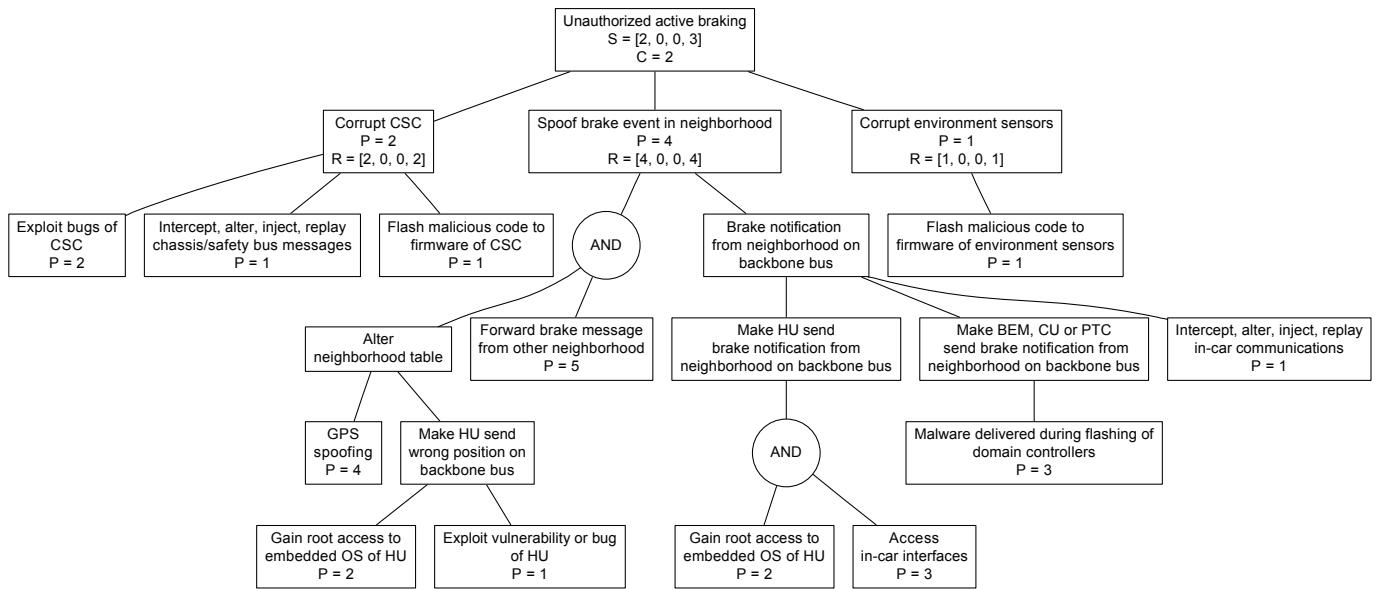 Unauthorized active braking
S = [2, 0, 0, 3]
C = 2
Corrupt CSC
P = 2
R = [2, 0, 0, 2]
Spoof brake event in neighborhood
P = 4
R = [4, 0, 0, 4]
Corrupt environment sensors
P = 1
R = [1, 0, 0, 1]
Exploit bugs of
CSC
P = 2
Intercept, alter, inject, replay
chassis/safety bus messages
P = 1
Flash malicious code to
firmware of CSC
P = 1
AND
Brake notification
from neighborhood on
backbone bus
Flash malicious code to
firmware of environment sensors
P = 1
Alter
neighborhood table
Forward brake message
from other neighborhood
P = 5
Make HU send
brake notification from
neighborhood on backbone bus
Make BEM, CU or PTC
send brake notification from
neighborhood on backbone bus
Intercept, alter, inject, replay
in-car communications
P = 1
GPS
spoofing
P = 4
Make HU send
wrong position on
backbone bus
AND
Malware delivered during flashing of
domain controllers
P = 3
Gain root access to
embedded OS of HU
P = 2
Exploit vulnerability or bug
of HU
P = 1
Gain root access to
embedded OS of HU
P = 2
Access
in-car interfaces
P = 3